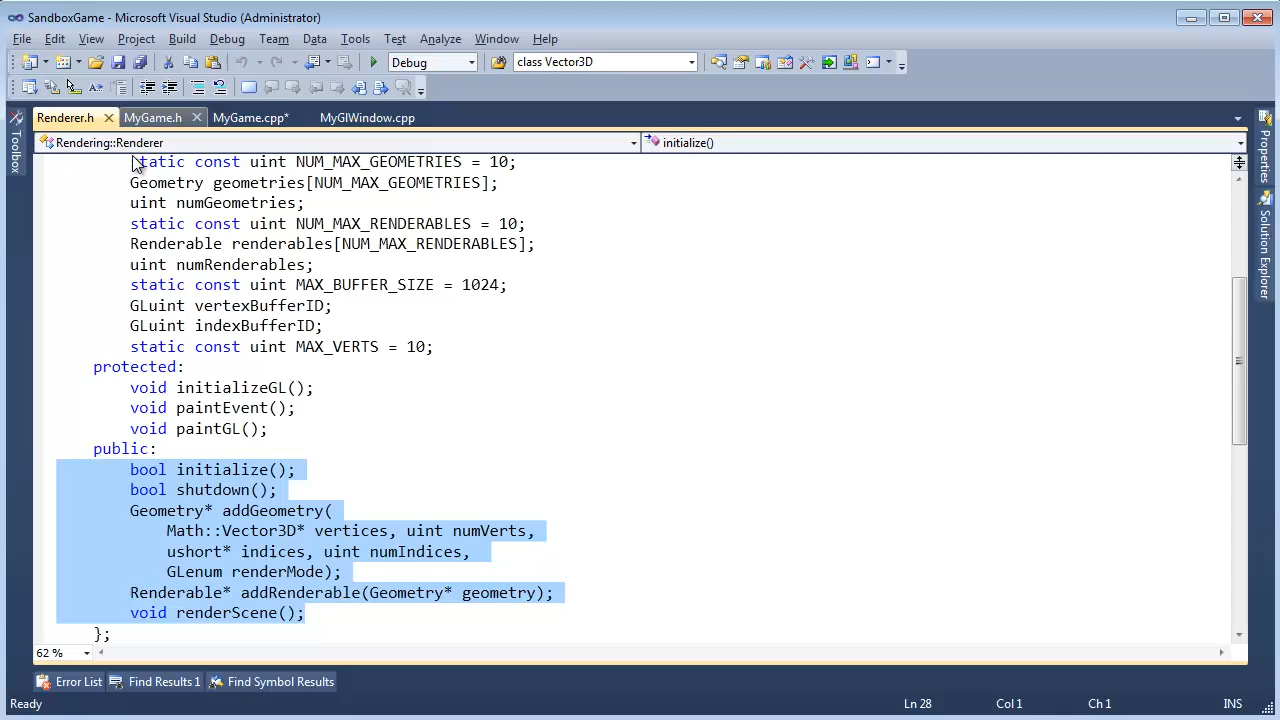 SandboxGame - Microsoft Visual Studio (Administrator)
File Edit View Project Build Debug Team Data Tools Test Analyze Window Help
Debug class Vector3D
Renderer.h MyGame.h MyGame.cpp* MyGlWindow.cpp
Toolbox
Rendering::Renderer initialize()
static const uint NUM_MAX_GEOMETRIES = 10;
Geometry geometries[NUM_MAX_GEOMETRIES];
uint numGeometries;
static const uint NUM_MAX_RENDERABLES = 10;
Renderable renderables[NUM_MAX_RENDERABLES];
uint numRenderables;
static const uint MAX_BUFFER_SIZE = 1024;
GLuint vertexBufferID;
GLuint indexBufferID;
static const uint MAX_VERTS = 10;
protected:
void initializeGL();
void paintEvent();
void paintGL();
public:
bool initialize();
bool shutdown();
Geometry* addGeometry(
Math::Vector3D* vertices, uint numVerts,
ushort* indices, uint numIndices,
GLenum renderMode);
Renderable* addRenderable(Geometry* geometry);
void renderScene();
};
Properties
Solution Explorer
62 %
Error List Find Results 1 Find Symbol Results
Ready Ln 28 Col 1 Ch 1 INS